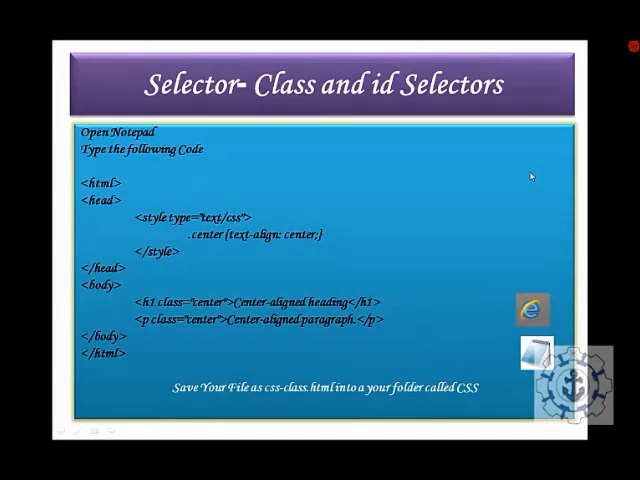 Selector- Class and id Selectors
Open Notepad
Type the following Code
<html>
<head>
<style type="text/css">
.center{text-align: center;}
</style>
</head>
<body>
<h1 class="center">Center-aligned heading</h1>
<p class="center">Center-aligned paragraph.</p>
</body>
</html>
Save Your File as css-class.html into a your folder called CSS